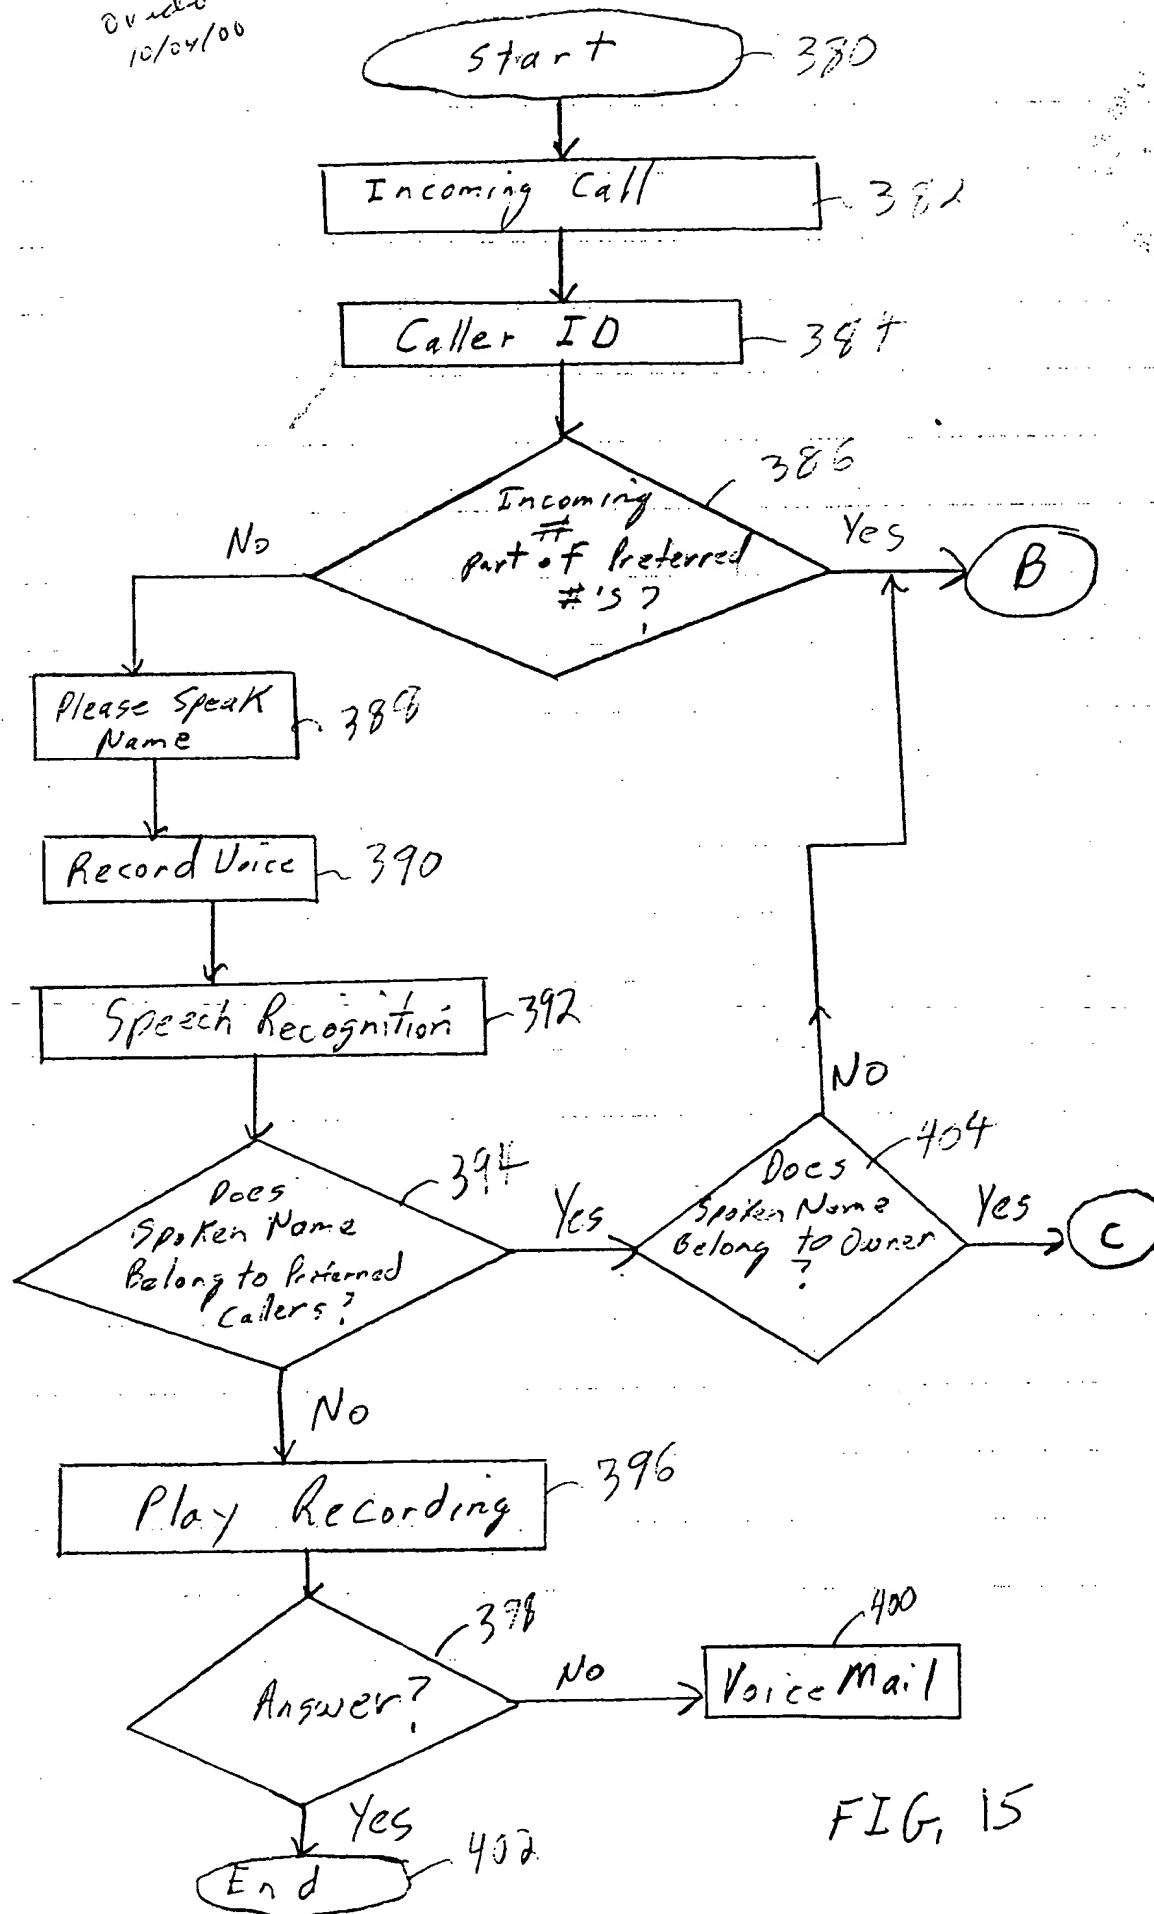 10/04/00
Start
380
Incoming Call
382
Caller ID
384
386
Incoming
#
part of Preferred
#'s?
No
Yes
B
Please Speak
Name
388
Record Voice
390
Speech Recognition
392
394
Does
Spoken Name
Belong to Preferred
Callers?
Yes
No
404
Does
Spoken Name
Belong to Owner
?
No
Yes
C
Play Recording
396
398
Answer?
No
400
Voice Mail
Yes
End
402
FIG. 15